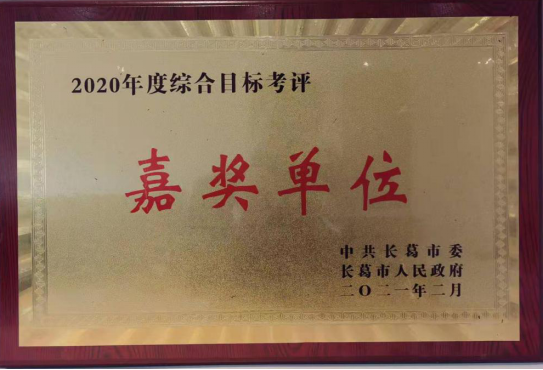 2020年度综合目标考评
嘉奖单位
中共长葛市委
长葛市人民政府
二〇二一年二月